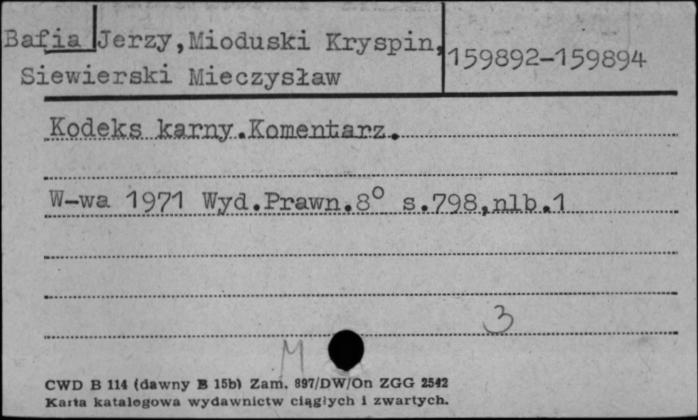 Bafia Jerzy,Mioduski Kryspin,
Siewierski Mieczysław
159892-159894
Kodeks karny.Komentarz.
W-wa 1971 Wyd.Prawn.8° s.798,nlb.1
3
M
CWD B 114 (dawny B 15b) Zam. 897/DW/On ZGG 2542
Karta katalogowa wydawnictw ciągłych i zwartych.